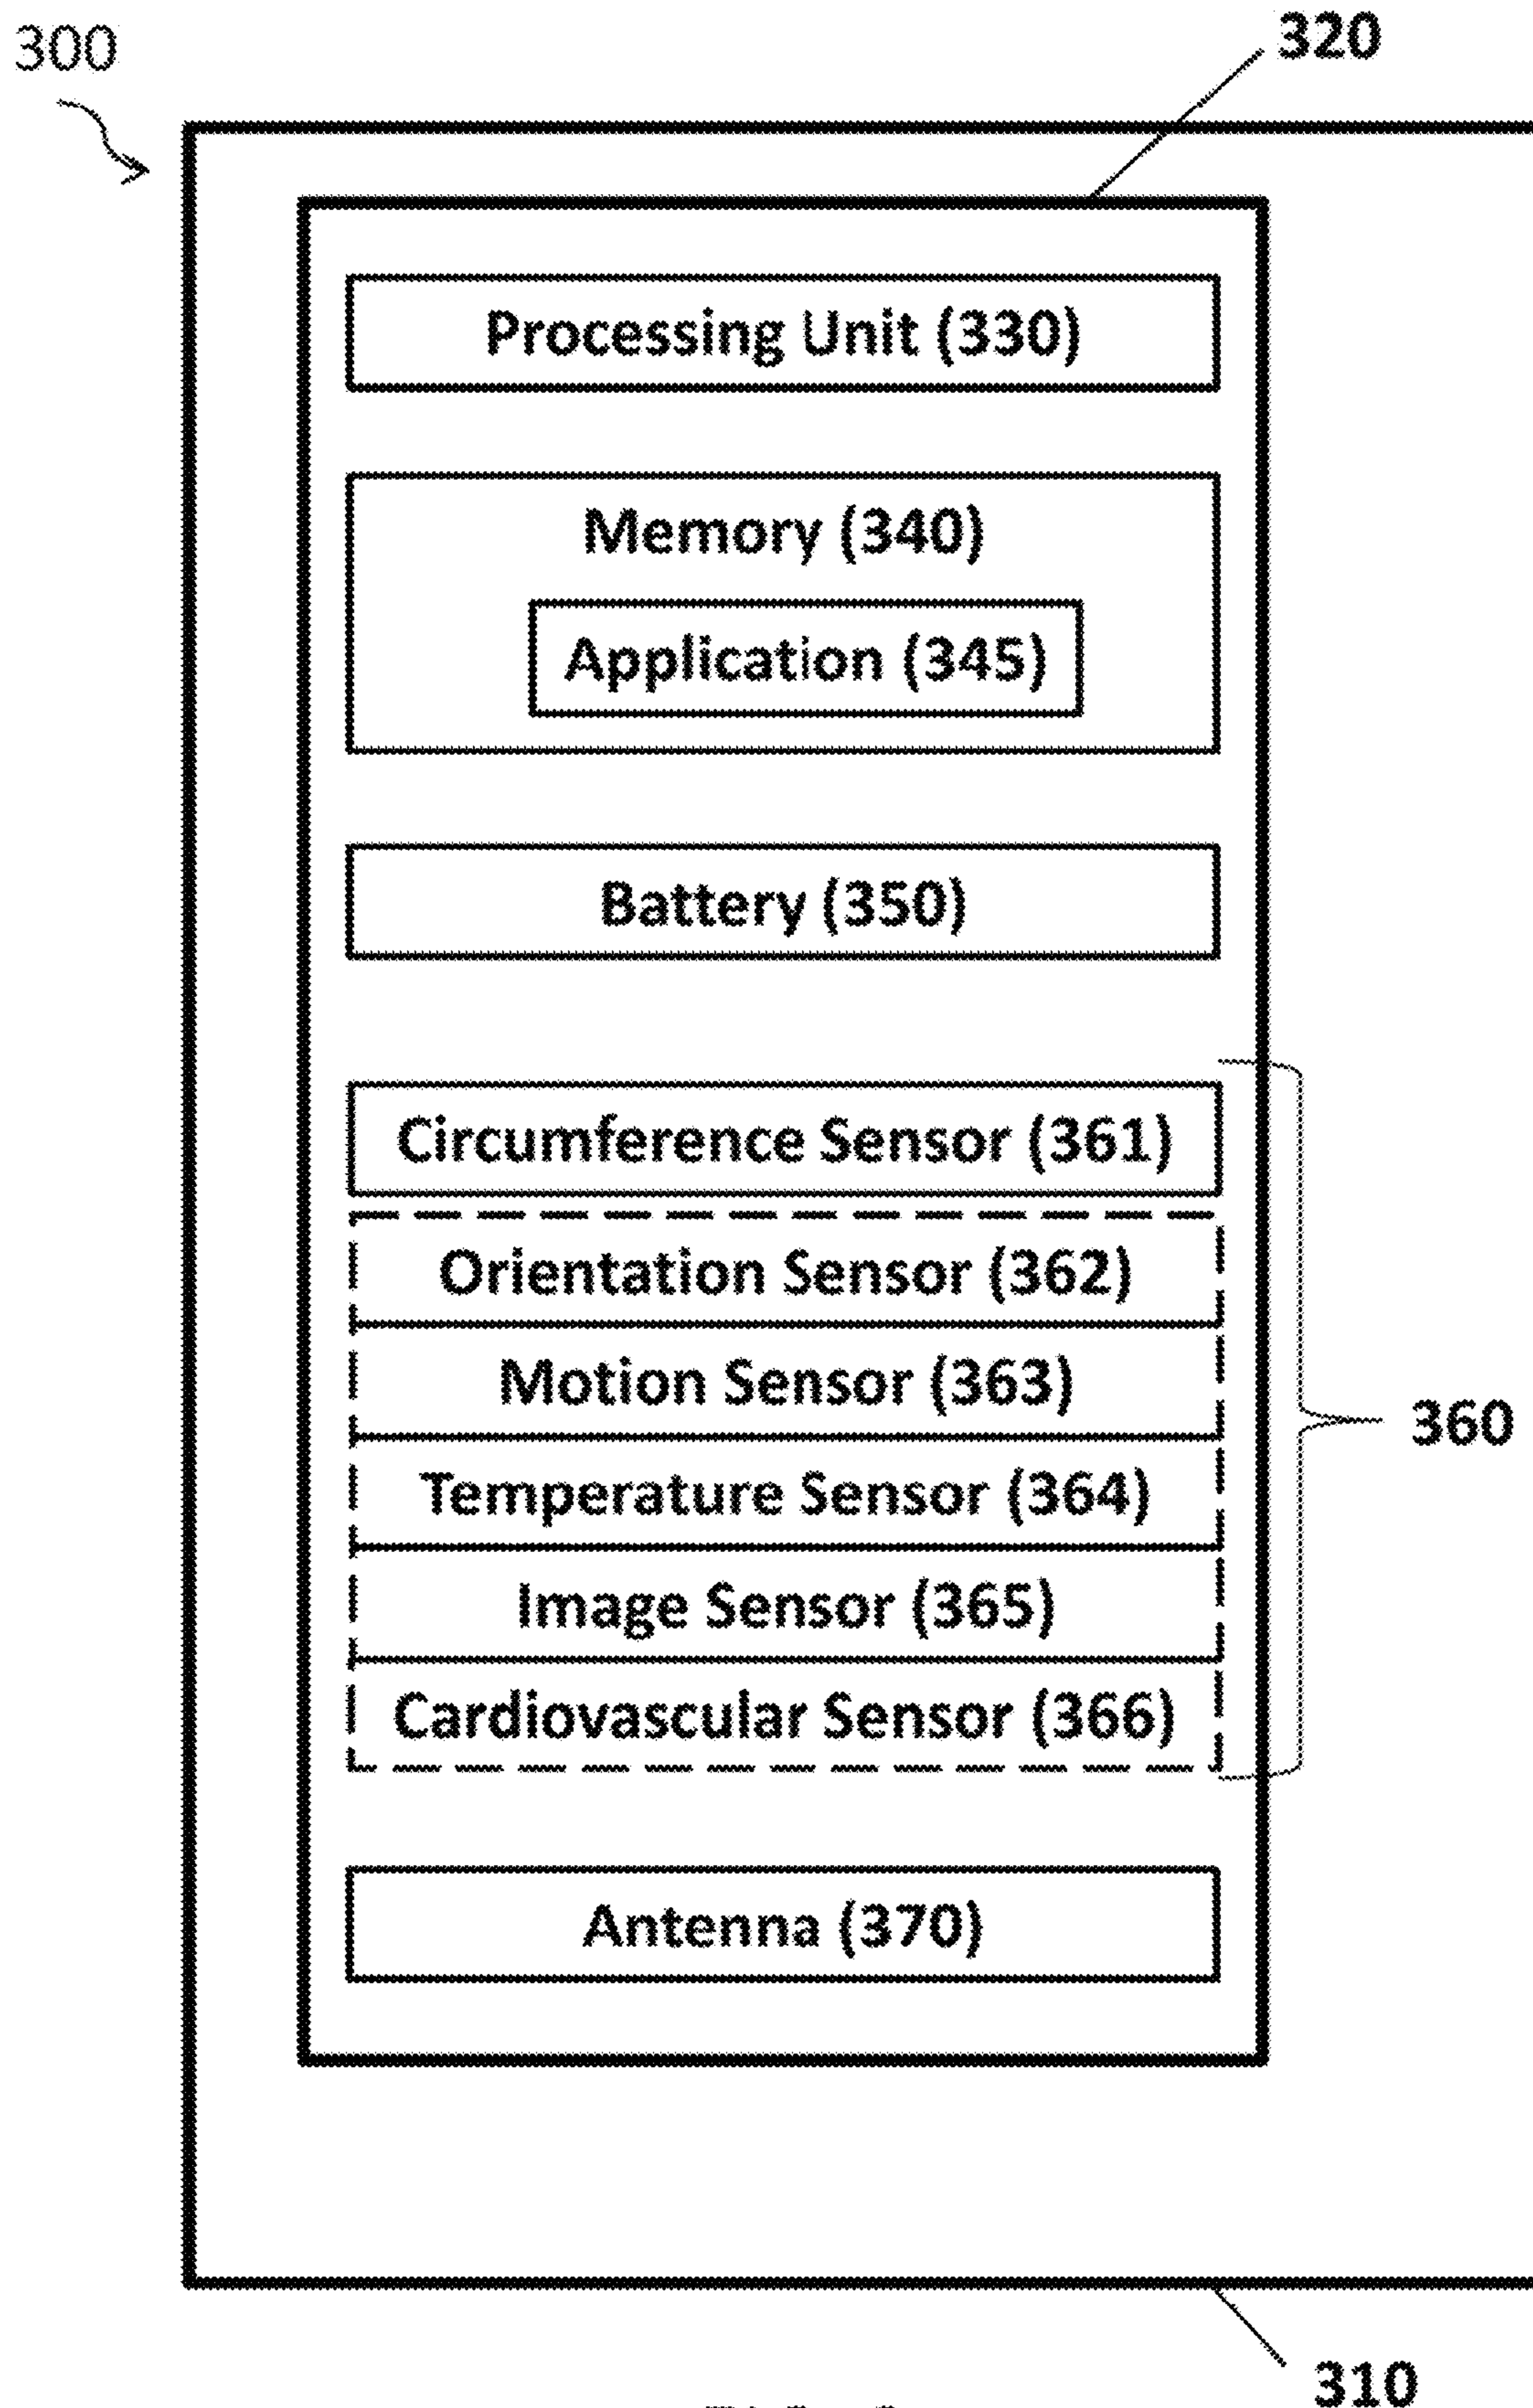 300
320
Processing Unit (330)
Memory (340)
Application (345)
Battery (350)
Circumference Sensor (361)
Orientation Sensor (362)
Motion Sensor (363)
360
Temperature Sensor (364)
Image Sensor (365)
Cardiovascular Sensor (366)
Antenna (370)
310